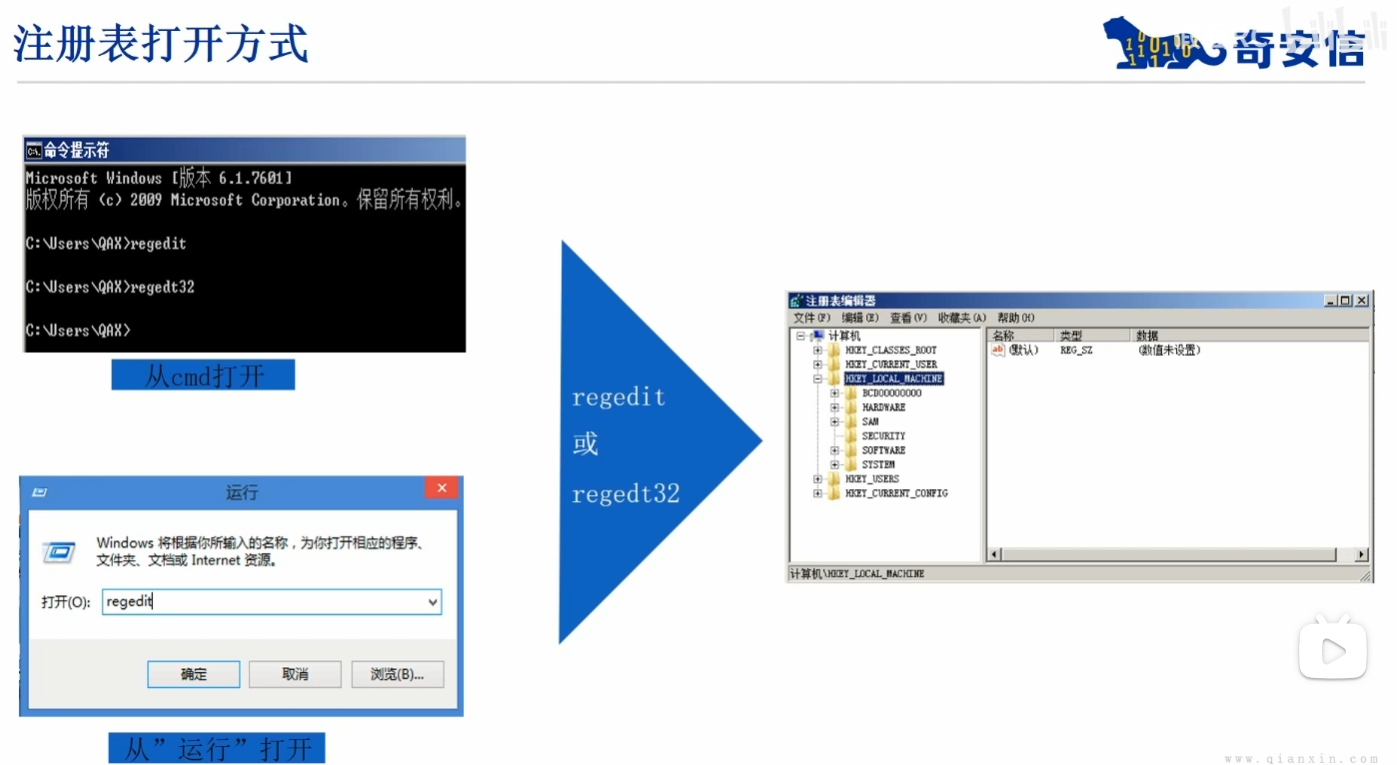 注册表打开方式
奇安信
bilibili
命令提示符
Microsoft Windows [版本 6.1.7601]
版权所有 (c) 2009 Microsoft Corporation。保留所有权利。
C:\Users\QAX>regedit
C:\Users\QAX>regedt32
C:\Users\QAX>
从cmd打开
运行
Windows 将根据你所输入的名称，为你打开相应的程序、
文件夹、文档或 Internet 资源。
打开(O): regedit
确定 取消 浏览(B)...
从”运行”打开
regedit
或
regedt32
注册表编辑器
文件(F) 编辑(E) 查看(V) 收藏夹(A) 帮助(H)
计算机
HKEY_CLASSES_ROOT
HKEY_CURRENT_USER
HKEY_LOCAL_MACHINE
BCD00000000
HARDWARE
SAM
SECURITY
SOFTWARE
SYSTEM
HKEY_USERS
HKEY_CURRENT_CONFIG
名称 类型 数据
ab (默认) REG_SZ (数值未设置)
计算机\HKEY_LOCAL_MACHINE
www.qianxin.com